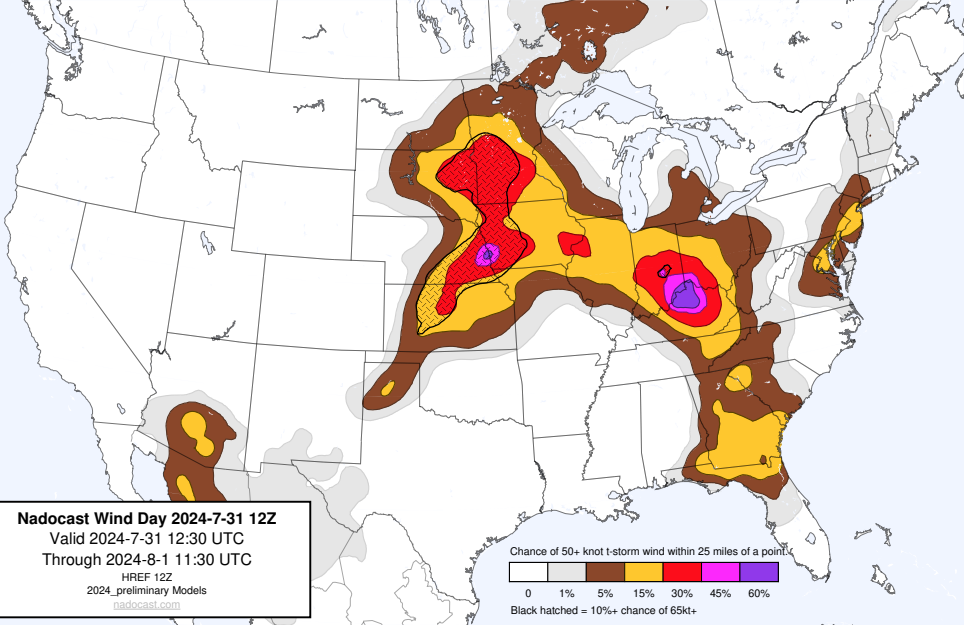 Nadocast Wind Day 2024-7-31 12Z
Valid 2024-7-31 12:30 UTC
Through 2024-8-1 11:30 UTC
HREF 12Z
2024_preliminary Models
nadocast.com
Chance of 50+ knot t-storm wind within 25 miles of a point.
0 1% 5% 15% 30% 45% 60%
Black hatched = 10%+ chance of 65kt+